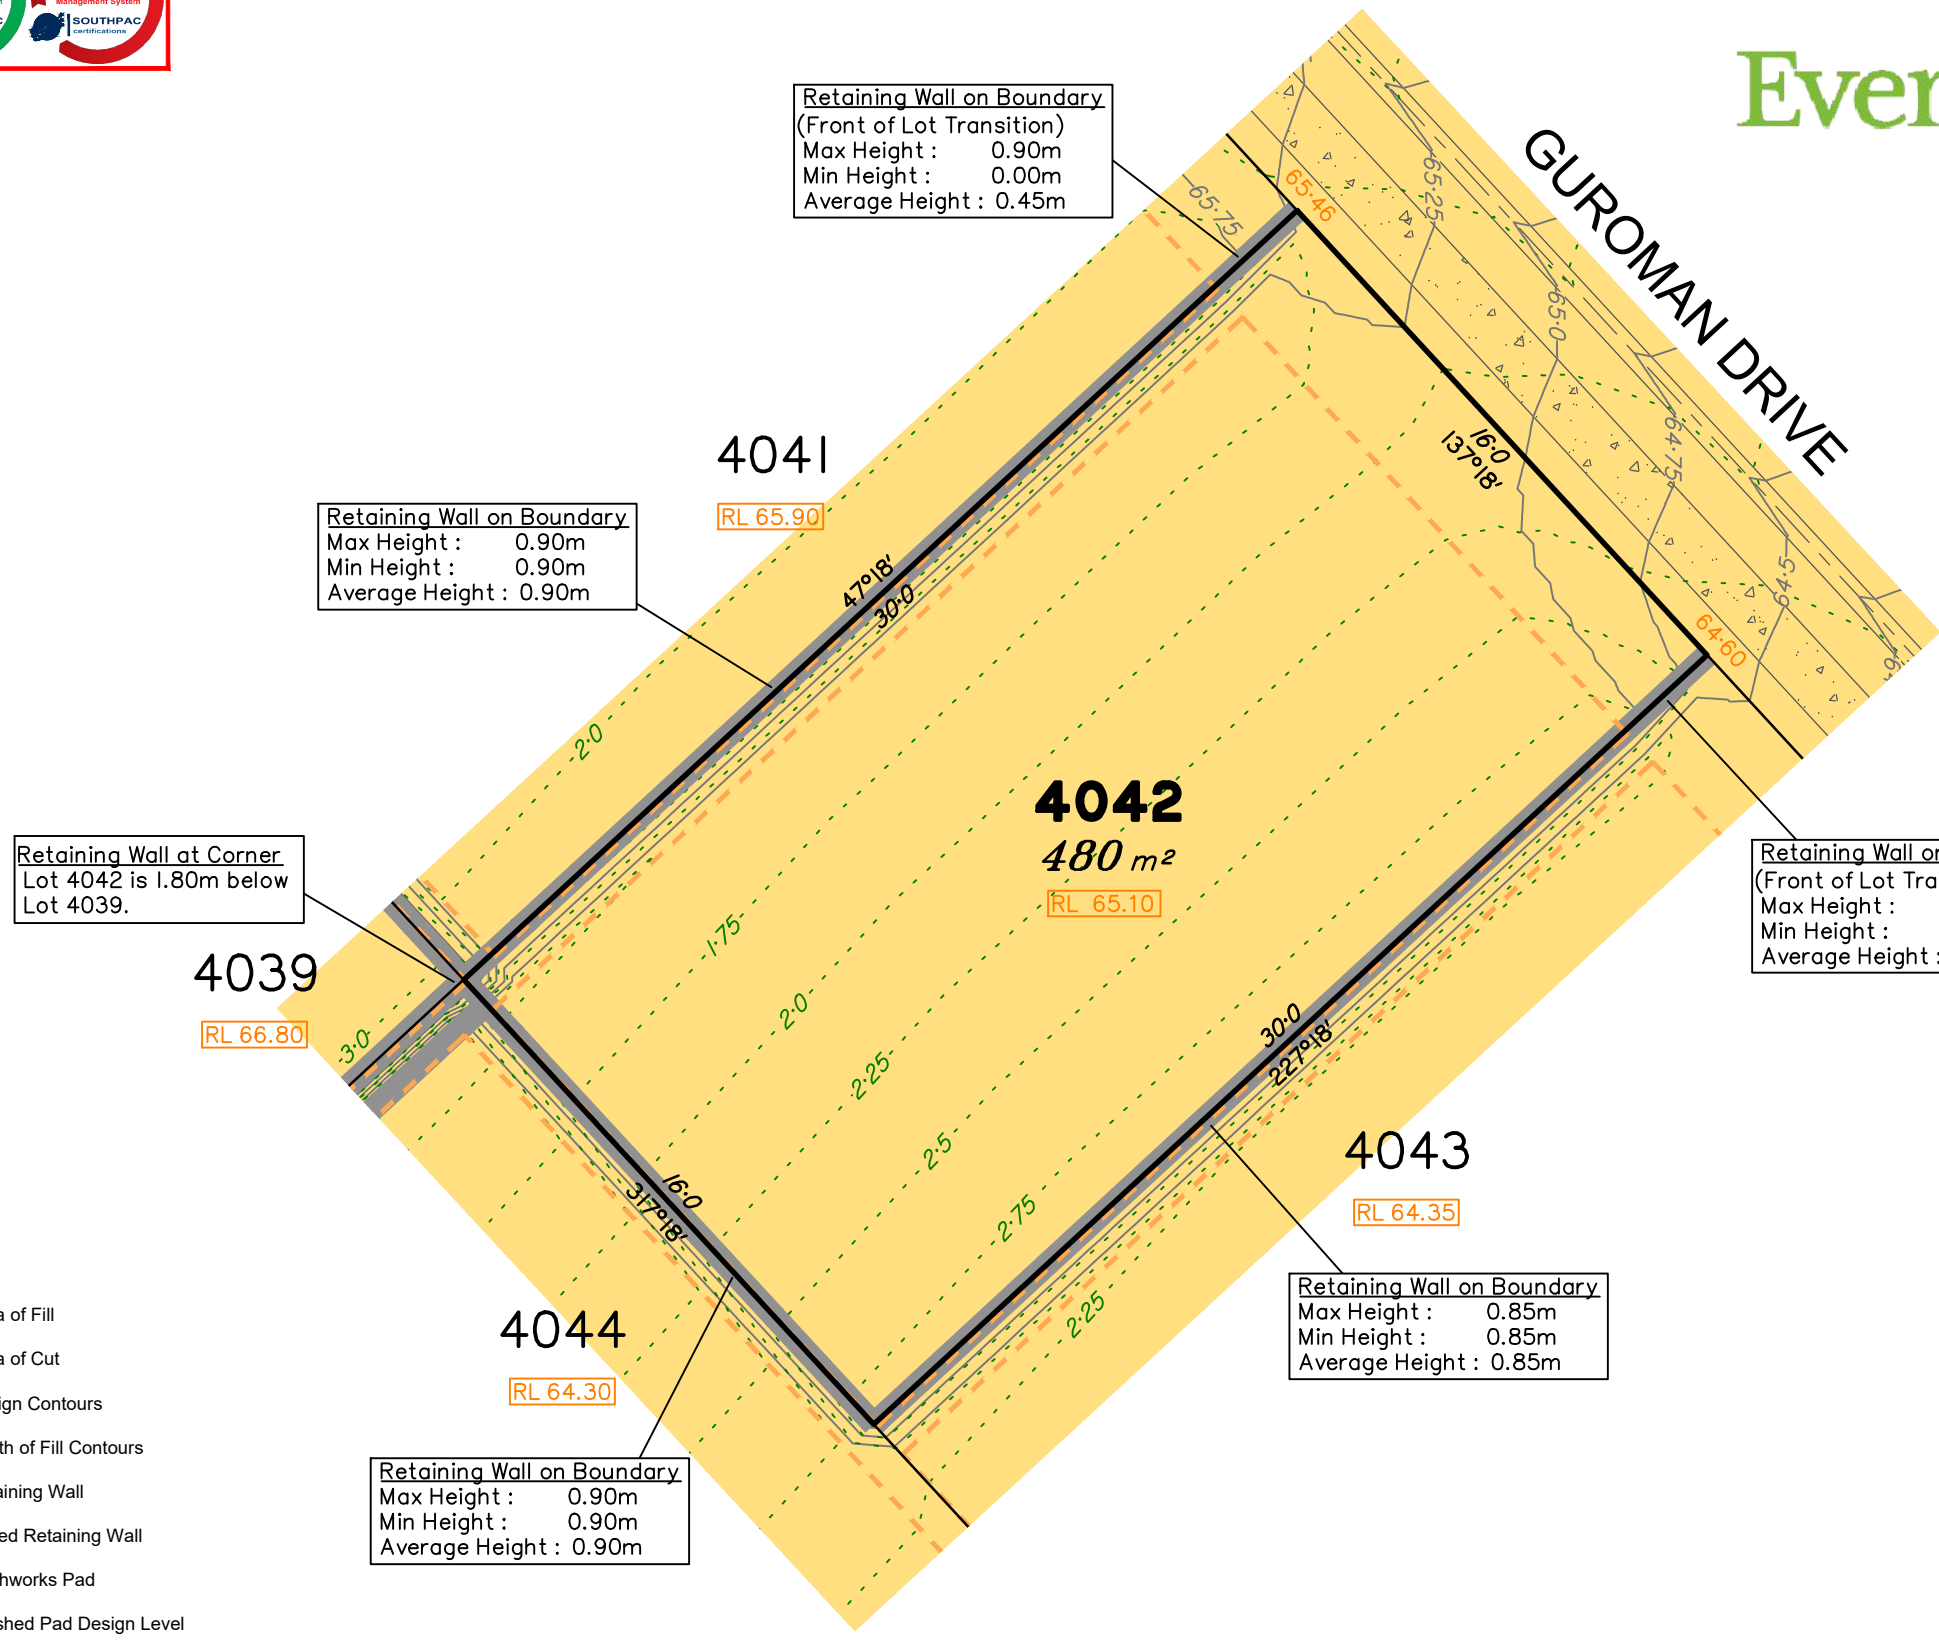 Management System
SOUTHPAC
certifications
Ever
Retaining Wall on Boundary
(Front of Lot Transition)
Max Height : 0.90m
Min Height : 0.00m
Average Height : 0.45m
GUROMAN DRIVE
65·46
65·75
65·25
65·0
64·75
64·5
64·60
16·0
137°18'
4041
RL 65.90
Retaining Wall on Boundary
Max Height : 0.90m
Min Height : 0.90m
Average Height : 0.90m
47°18'
30·0
2·0
4042
480 m²
RL 65.10
Retaining Wall at Corner
Lot 4042 is 1.80m below
Lot 4039.
Retaining Wall on
(Front of Lot Tra
Max Height :
Min Height :
Average Height :
4039
RL 66.80
3·0
1·75
2·0
2·25
2·5
2·75
2·25
30·0
227°18'
4043
RL 64.35
16·0
317°18'
Retaining Wall on Boundary
Max Height : 0.85m
Min Height : 0.85m
Average Height : 0.85m
4044
RL 64.30
Retaining Wall on Boundary
Max Height : 0.90m
Min Height : 0.90m
Average Height : 0.90m
a of Fill
a of Cut
ign Contours
th of Fill Contours
aining Wall
ed Retaining Wall
hworks Pad
shed Pad Design Level